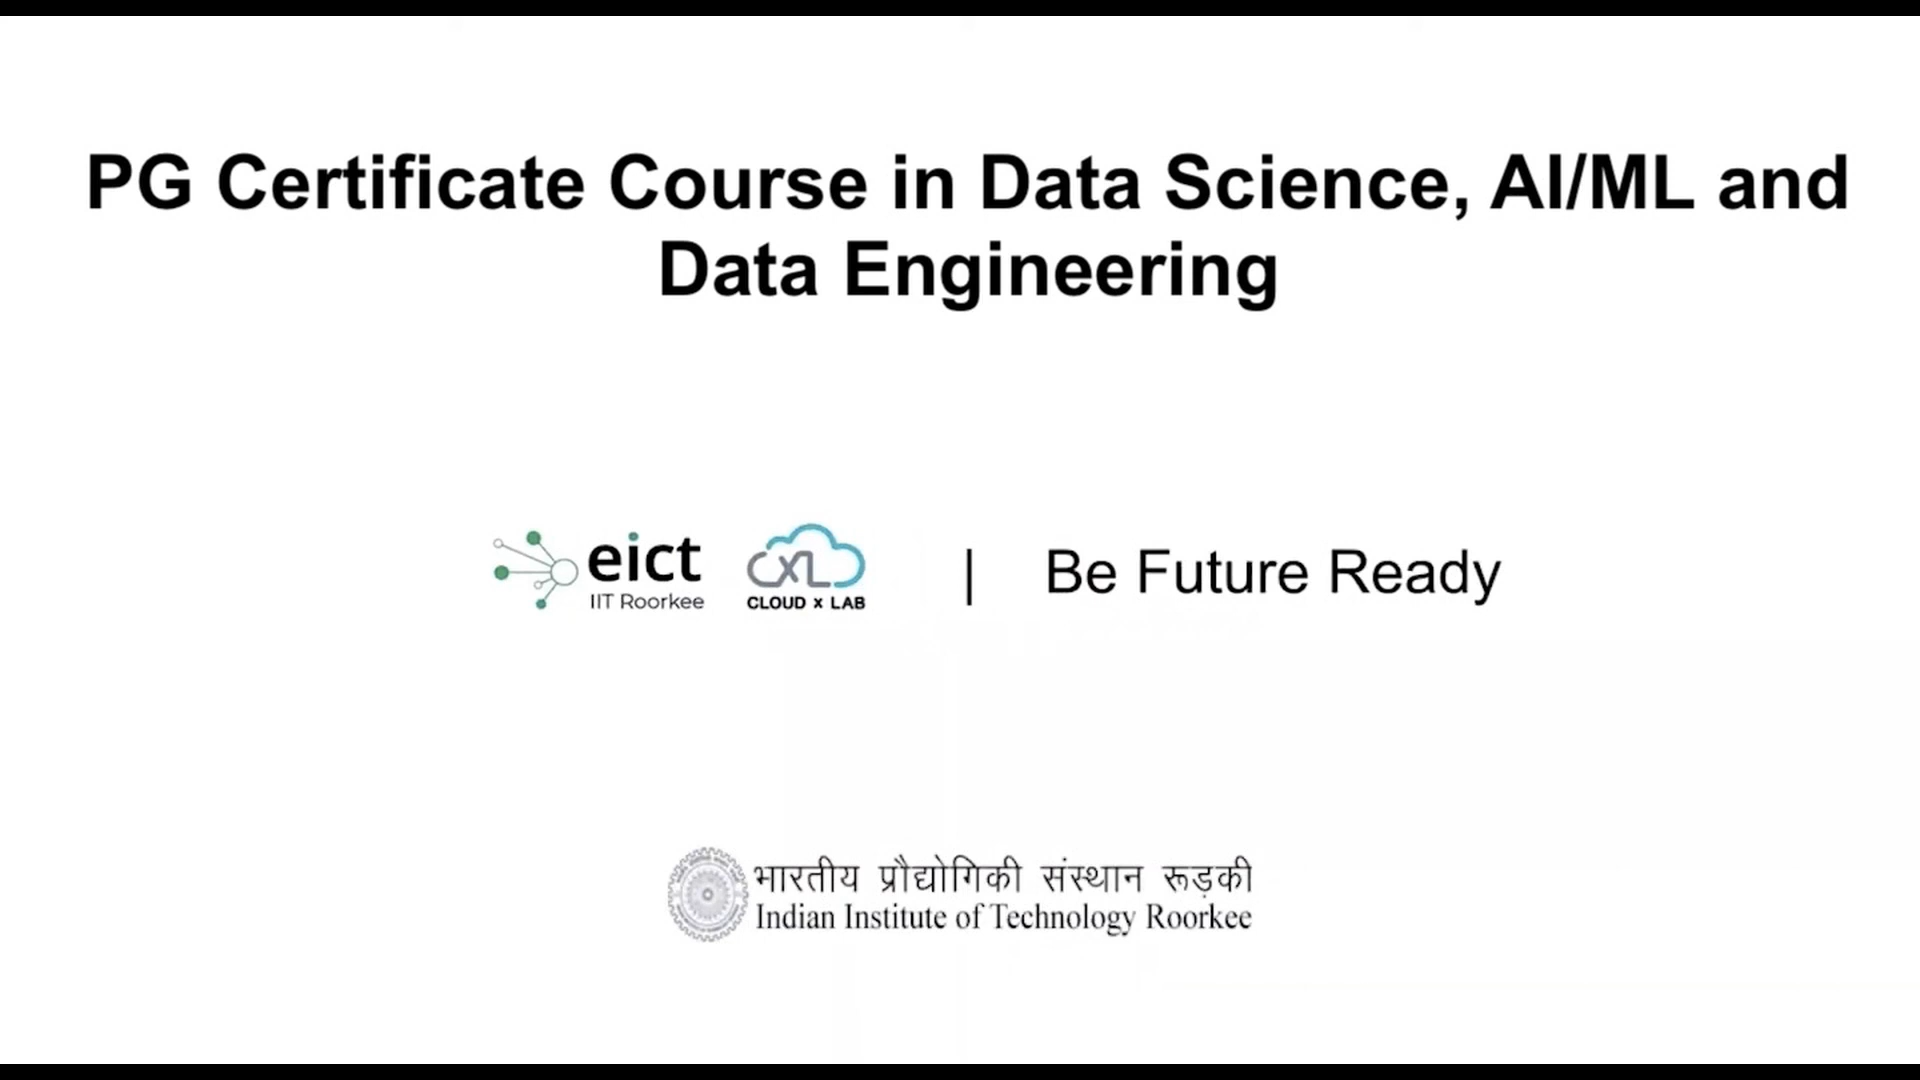 PG Certificate Course in Data Science, AI/ML and
Data Engineering
eict
IIT Roorkee
CXL
CLOUD x LAB
| Be Future Ready
भारतीय प्रौद्योगिकी संस्थान रूड़की
Indian Institute of Technology Roorkee